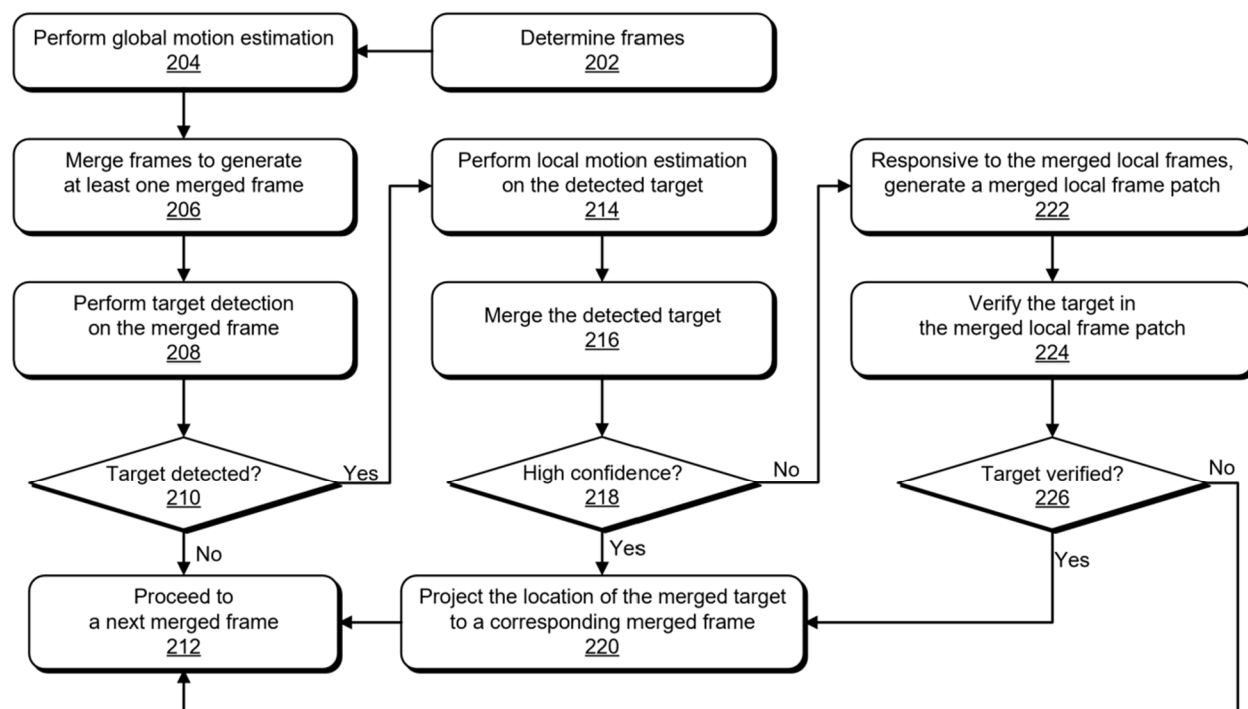 Perform global motion estimation
204
Determine frames
202
Merge frames to generate
at least one merged frame
206
Perform local motion estimation
on the detected target
214
Responsive to the merged local frames,
generate a merged local frame patch
222
Perform target detection
on the merged frame
208
Merge the detected target
216
Verify the target in
the merged local frame patch
224
Target detected?
210
Yes
High confidence?
218
No
Target verified?
226
No
No
Yes
Yes
Proceed to
a next merged frame
212
Project the location of the merged target
to a corresponding merged frame
220